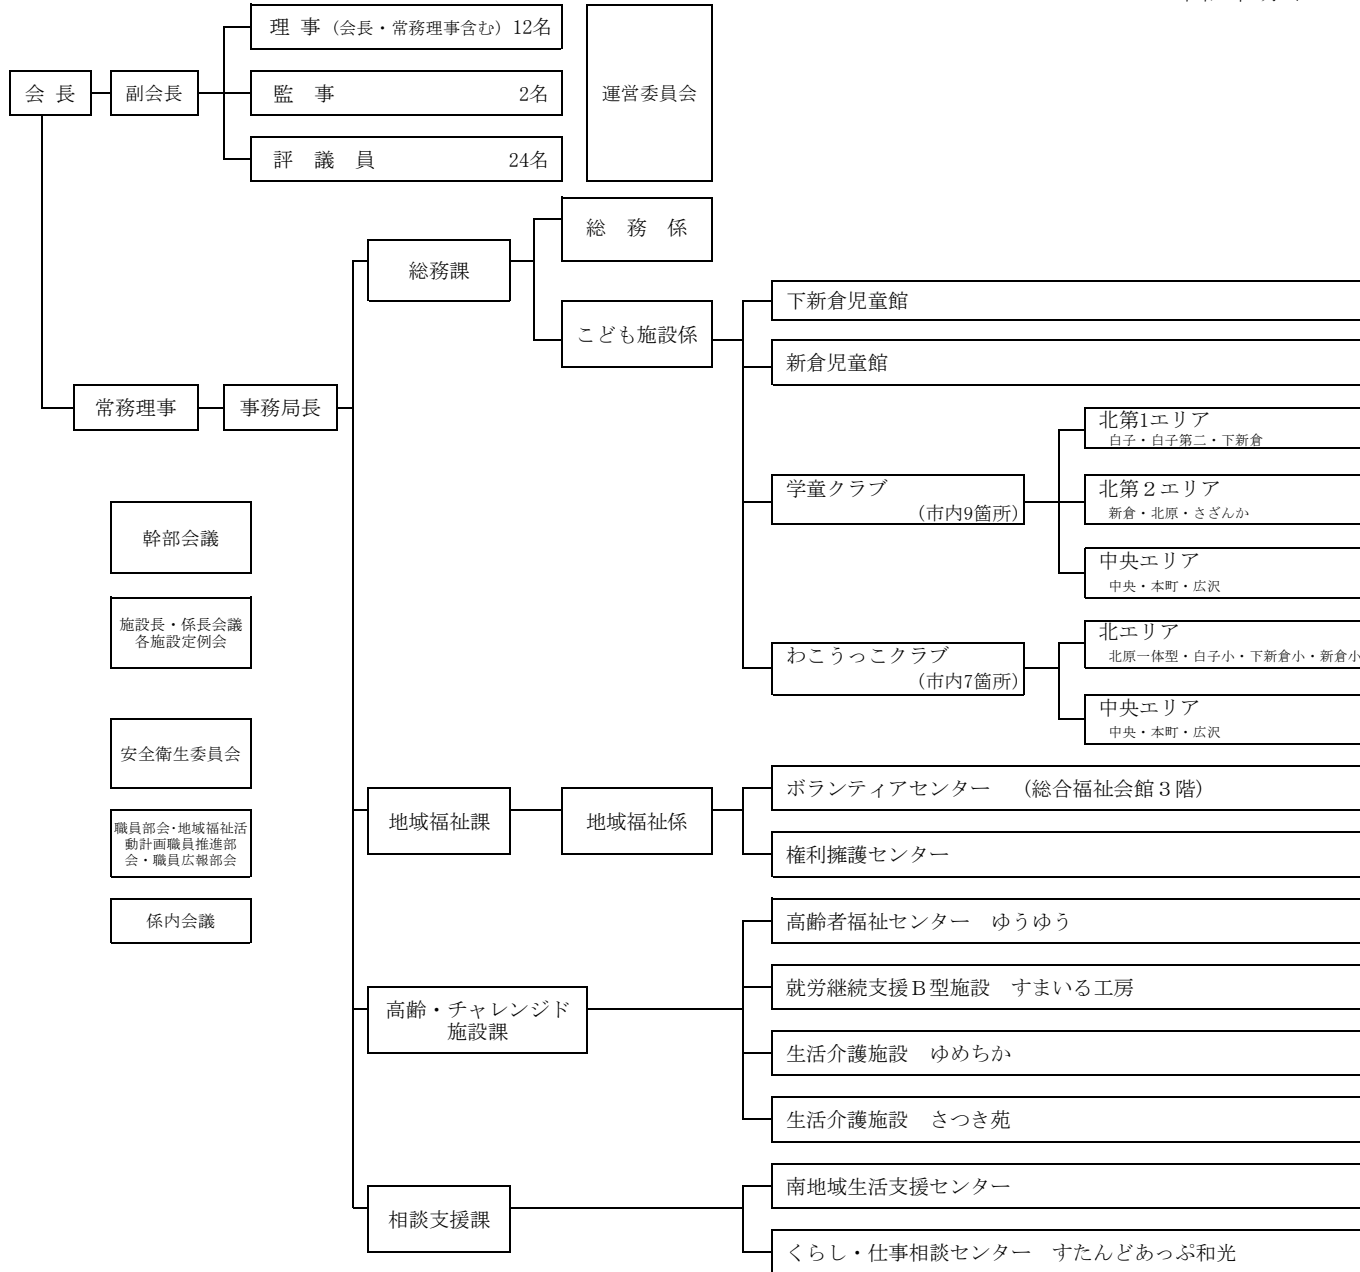 理 事 (会長・常務理事含む) 12名
会 長
副会長
監 事 2名
運営委員会
評 議 員 24名
総 務 係
総務課
こども施設係
下新倉児童館
新倉児童館
常務理事
事務局長
北第1エリア
白子・白子第二・下新倉
学童クラブ
(市内9箇所)
北第2エリア
新倉・北原・さざんか
中央エリア
中央・本町・広沢
幹部会議
施設長・係長会議
各施設定例会
わこうっこクラブ
(市内7箇所)
北エリア
北原一体型・白子小・下新倉小・新倉小
中央エリア
中央・本町・広沢
安全衛生委員会
職員部会・地域福祉活
動計画職員推進部
会・職員広報部会
係内会議
地域福祉課
地域福祉係
ボランティアセンター (総合福祉会館3階)
権利擁護センター
高齢・チャレンジド
施設課
高齢者福祉センター ゆうゆう
就労継続支援B型施設 すまいる工房
生活介護施設 ゆめちか
生活介護施設 さつき苑
相談支援課
南地域生活支援センター
くらし・仕事相談センター すたんどあっぷ和光